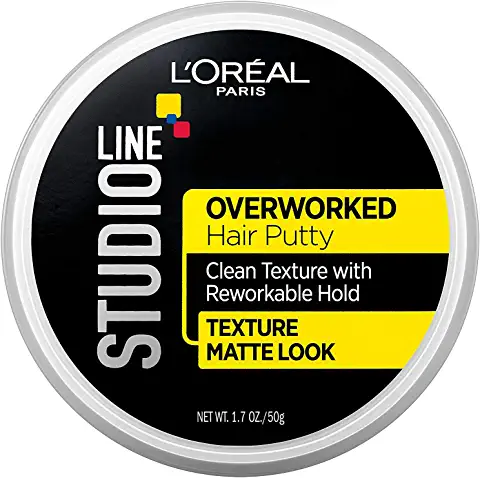 L'ORÉAL
PARIS
STUDIO
LINE
OVERWORKED
Hair Putty
Clean Texture with
Reworkable Hold
TEXTURE
MATTE LOOK
NET WT. 1.7 OZ./50g